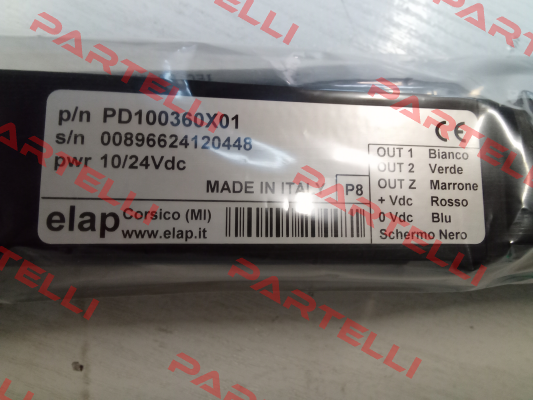 p/n PD100360X01
s/n 00896624120448
pwr 10/24Vdc
MADE IN ITALY P8
elap Corsico (MI)
www.elap.it
CE
OUT 1 Bianco
OUT 2 Verde
OUT Z Marrone
+ Vdc Rosso
0 Vdc Blu
Schermo Nero
PARTELLI
PARTELLI
PARTELLI
PARTELLI
PARTELLI